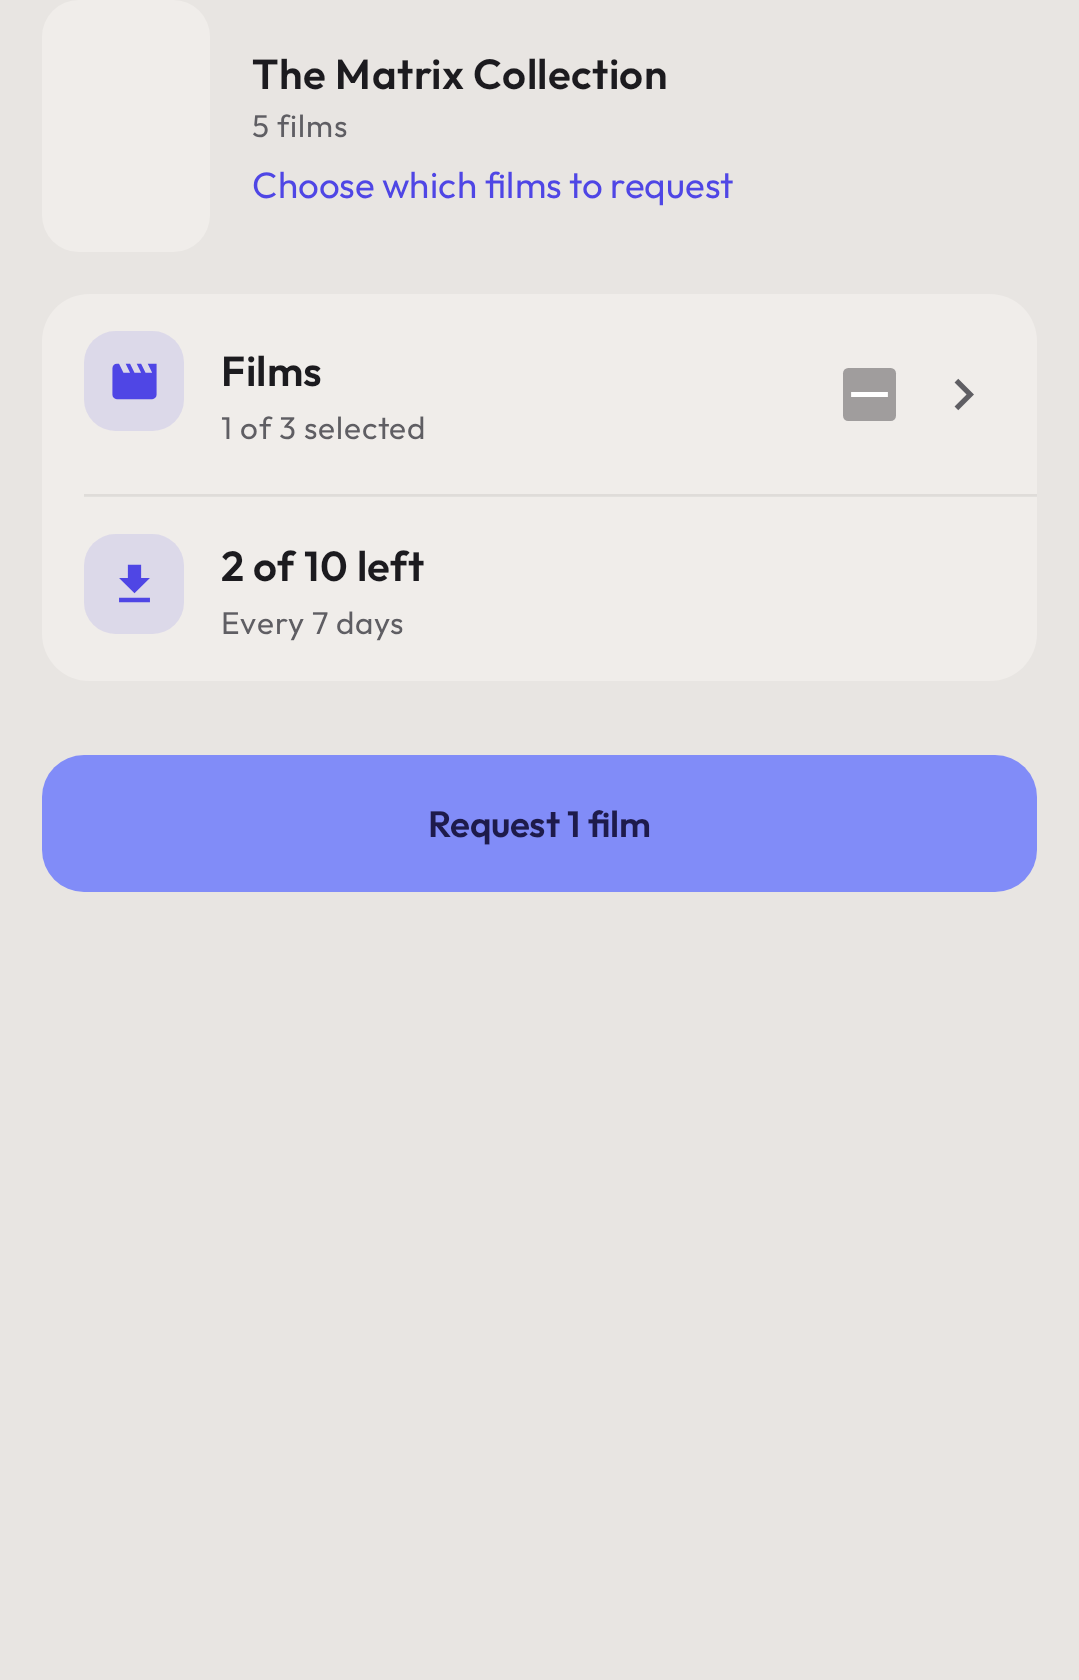 The Matrix Collection
5 films
Choose which films to request
Films
1 of 3 selected
2 of 10 left
Every 7 days
Request 1 film